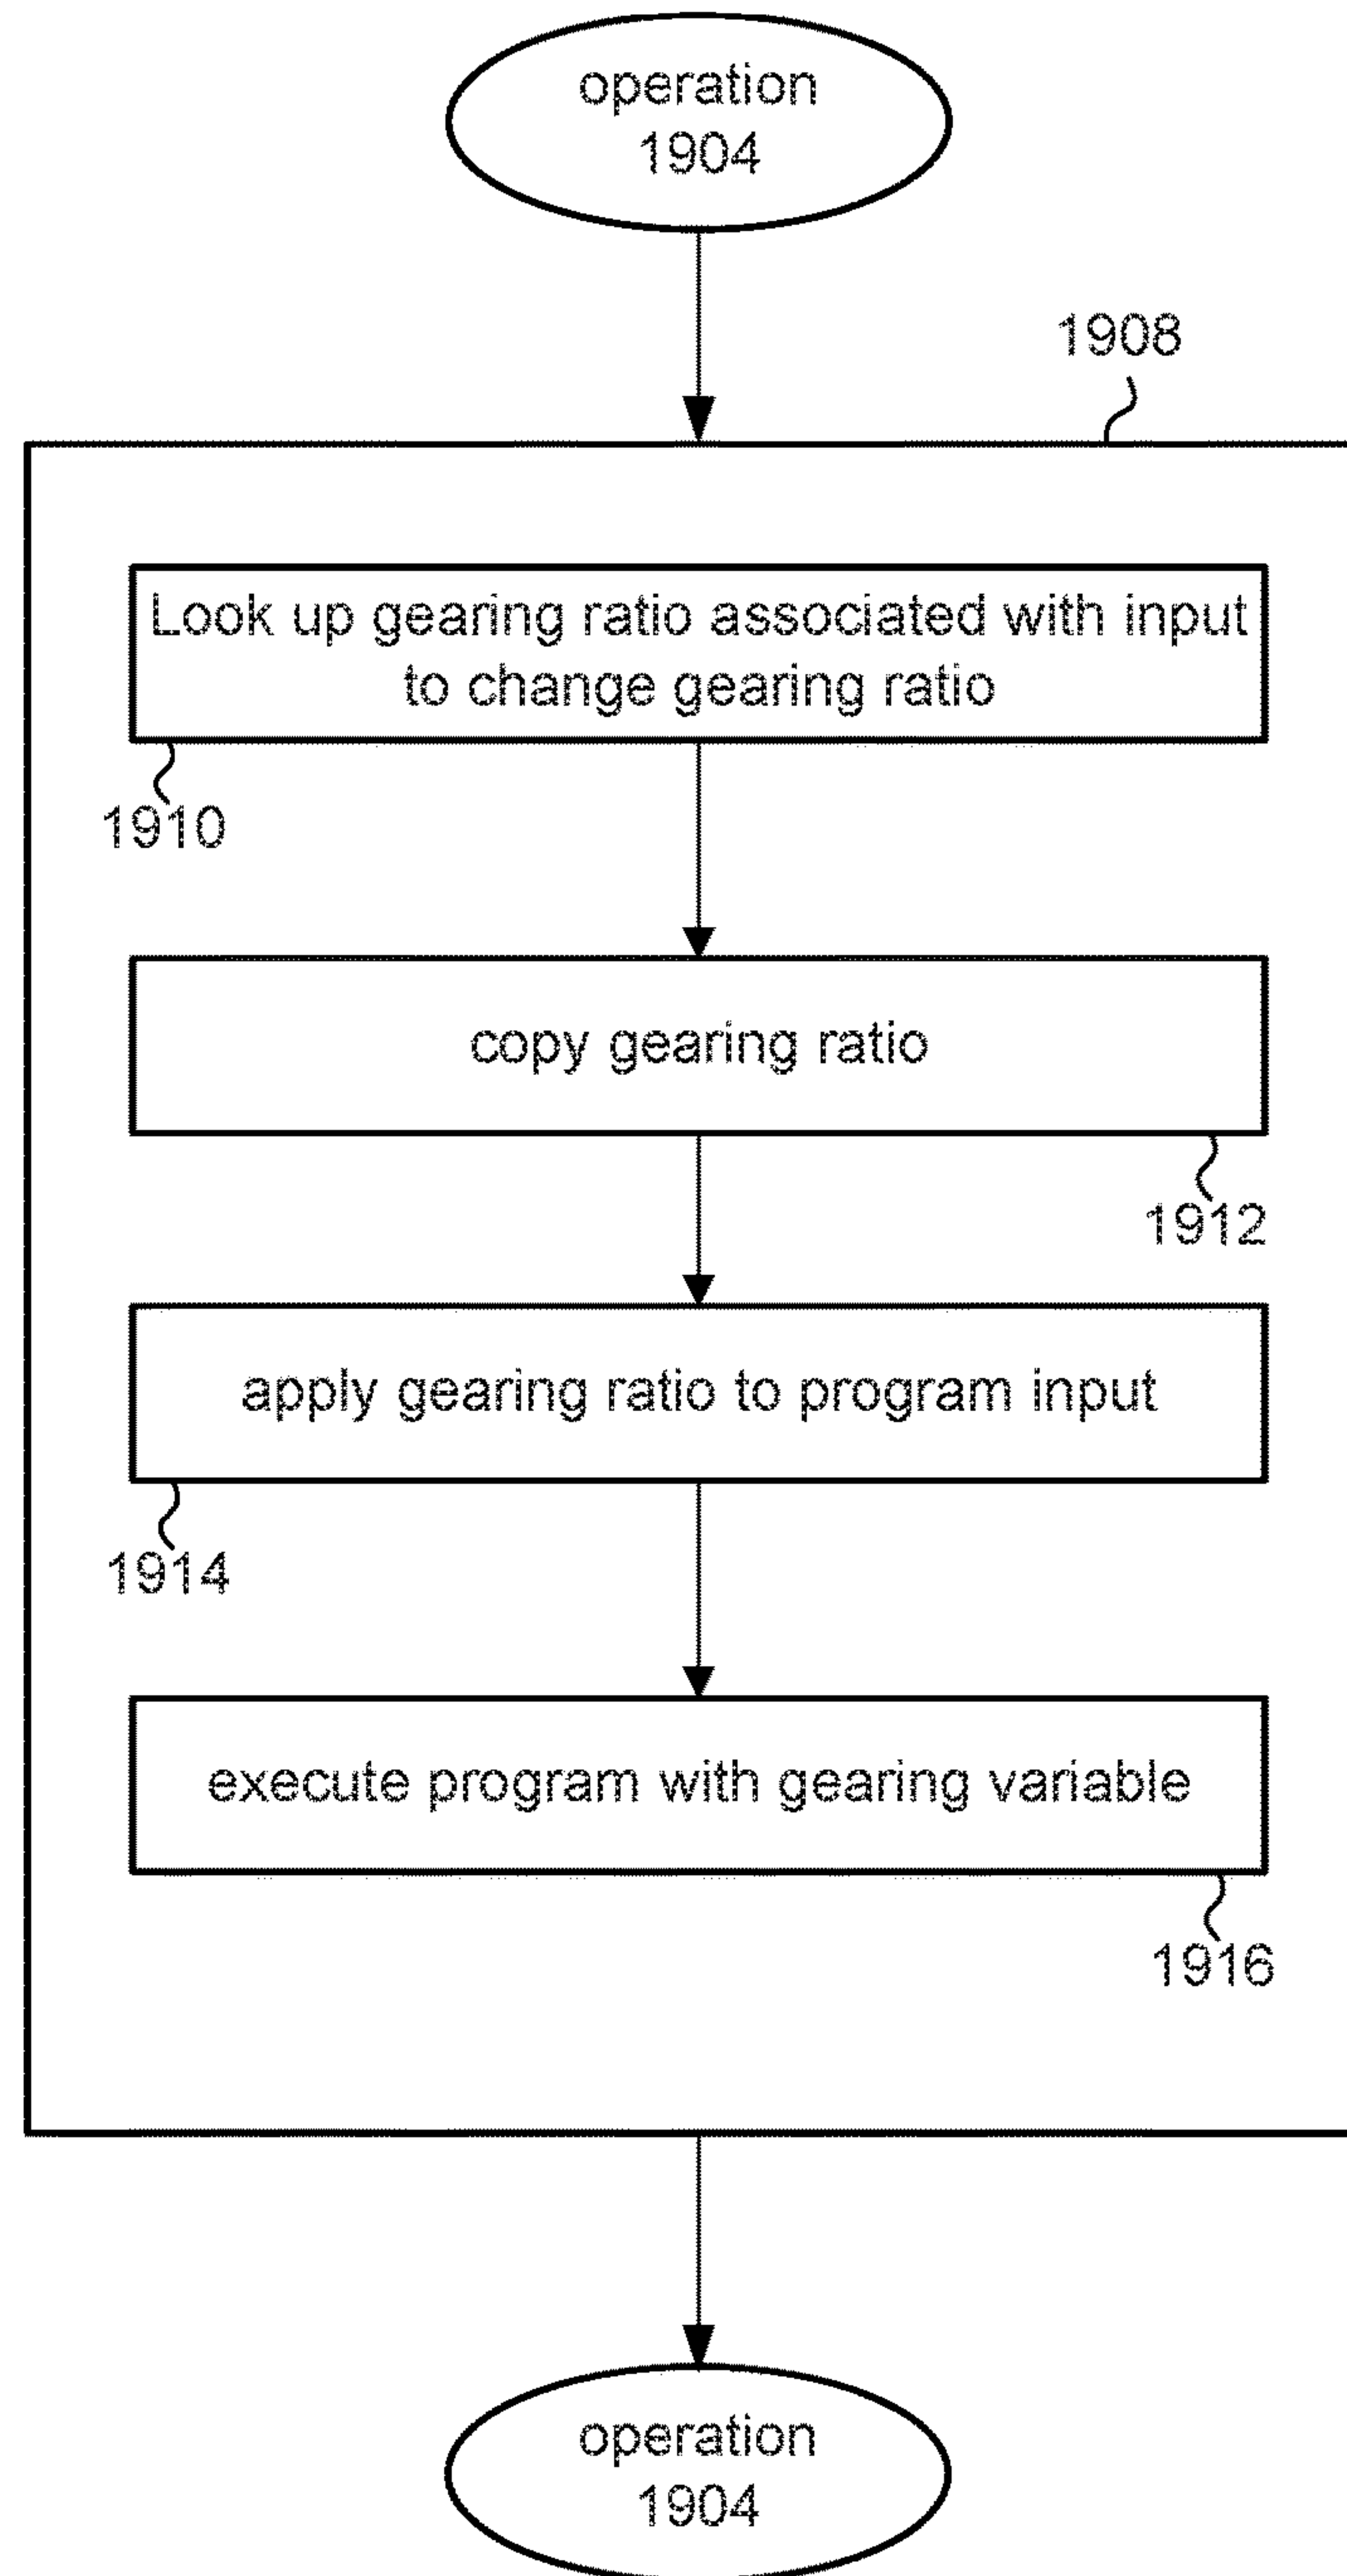 operation
1904
1908
Look up gearing ratio associated with input
to change gearing ratio
1910
copy gearing ratio
1912
apply gearing ratio to program input
1914
execute program with gearing variable
1916
operation
1904